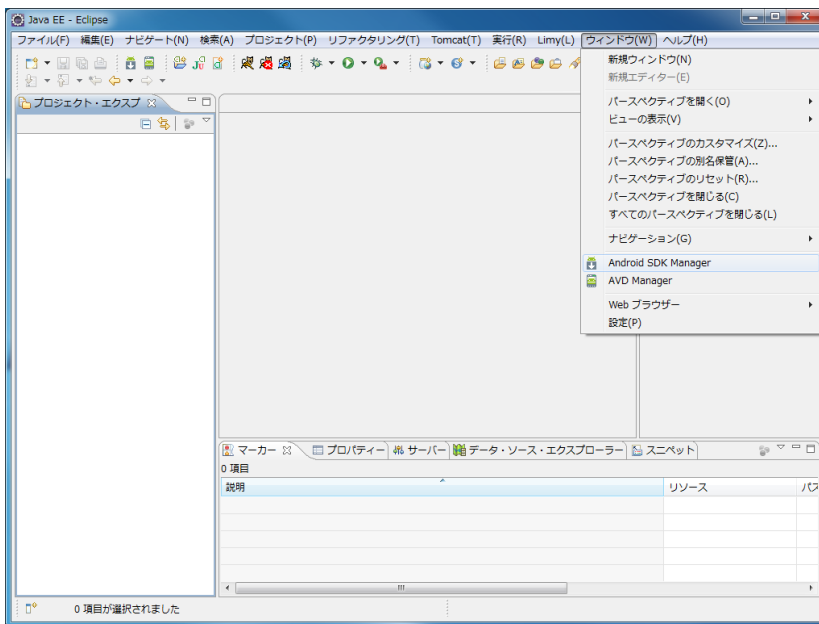 Java EE - Eclipse
ファイル(F) 編集(E) ナビゲート(N) 検索(A) プロジェクト(P) リファクタリング(T) Tomcat(T) 実行(R) Limy(L) ウィンドウ(W) ヘルプ(H)
新規ウィンドウ(N)
新規エディター(E)
パースペクティブを開く(O)
ビューの表示(V)
パースペクティブのカスタマイズ(Z)...
パースペクティブの別名保管(A)...
パースペクティブのリセット(R)...
パースペクティブを閉じる(C)
すべてのパースペクティブを閉じる(L)
ナビゲーション(G)
Android SDK Manager
AVD Manager
Web ブラウザー
設定(P)
プロジェクト・エクスプ
マーカー プロパティー サーバー データ・ソース・エクスプローラー スニペット
0 項目
説明 リソース パス
0 項目が選択されました